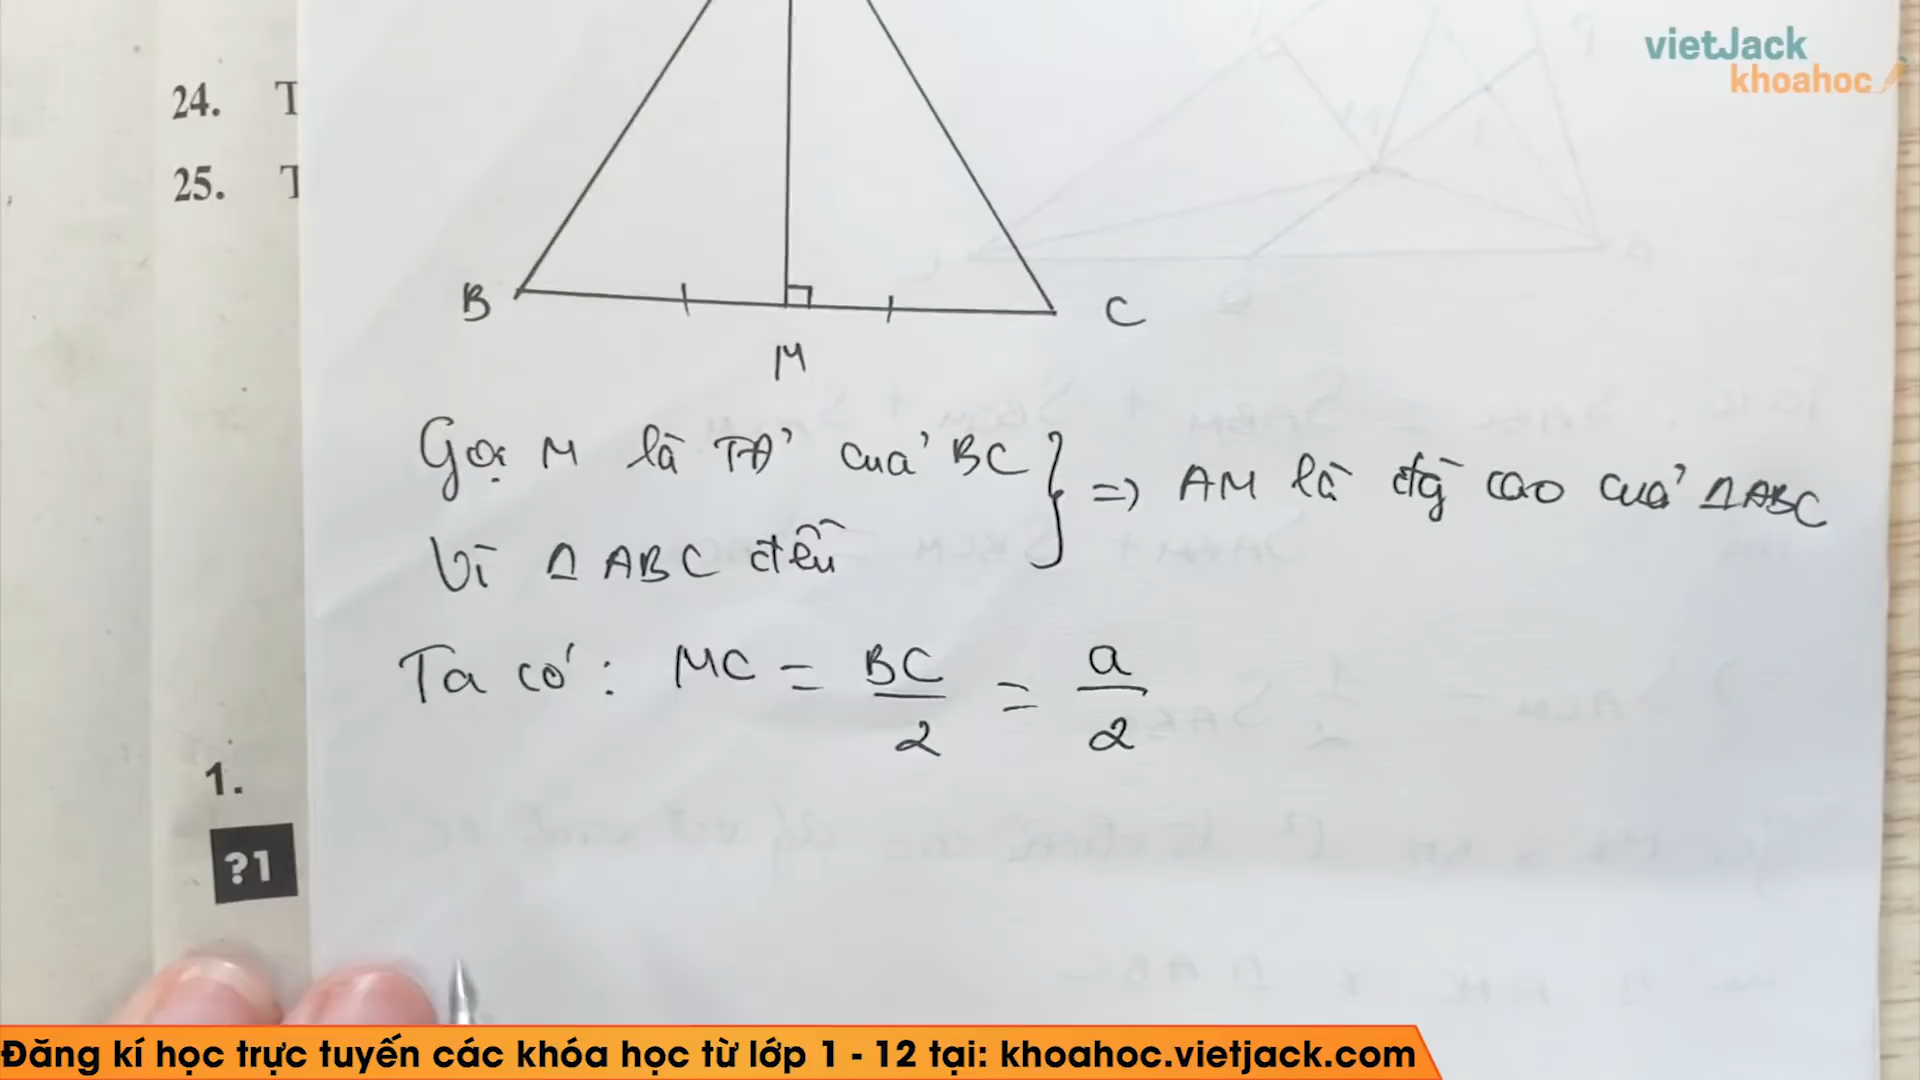 vietJack
khoahoc
24. T
25. T
B
C
M
Gọi M là TĐ của BC
Vì Δ ABC đều
} => AM là đg cao của ΔABC
Ta có: MC = BC/2 = a/2
1.
?1
Đăng kí học trực tuyến các khóa học từ lớp 1 - 12 tại: khoahoc.vietjack.com